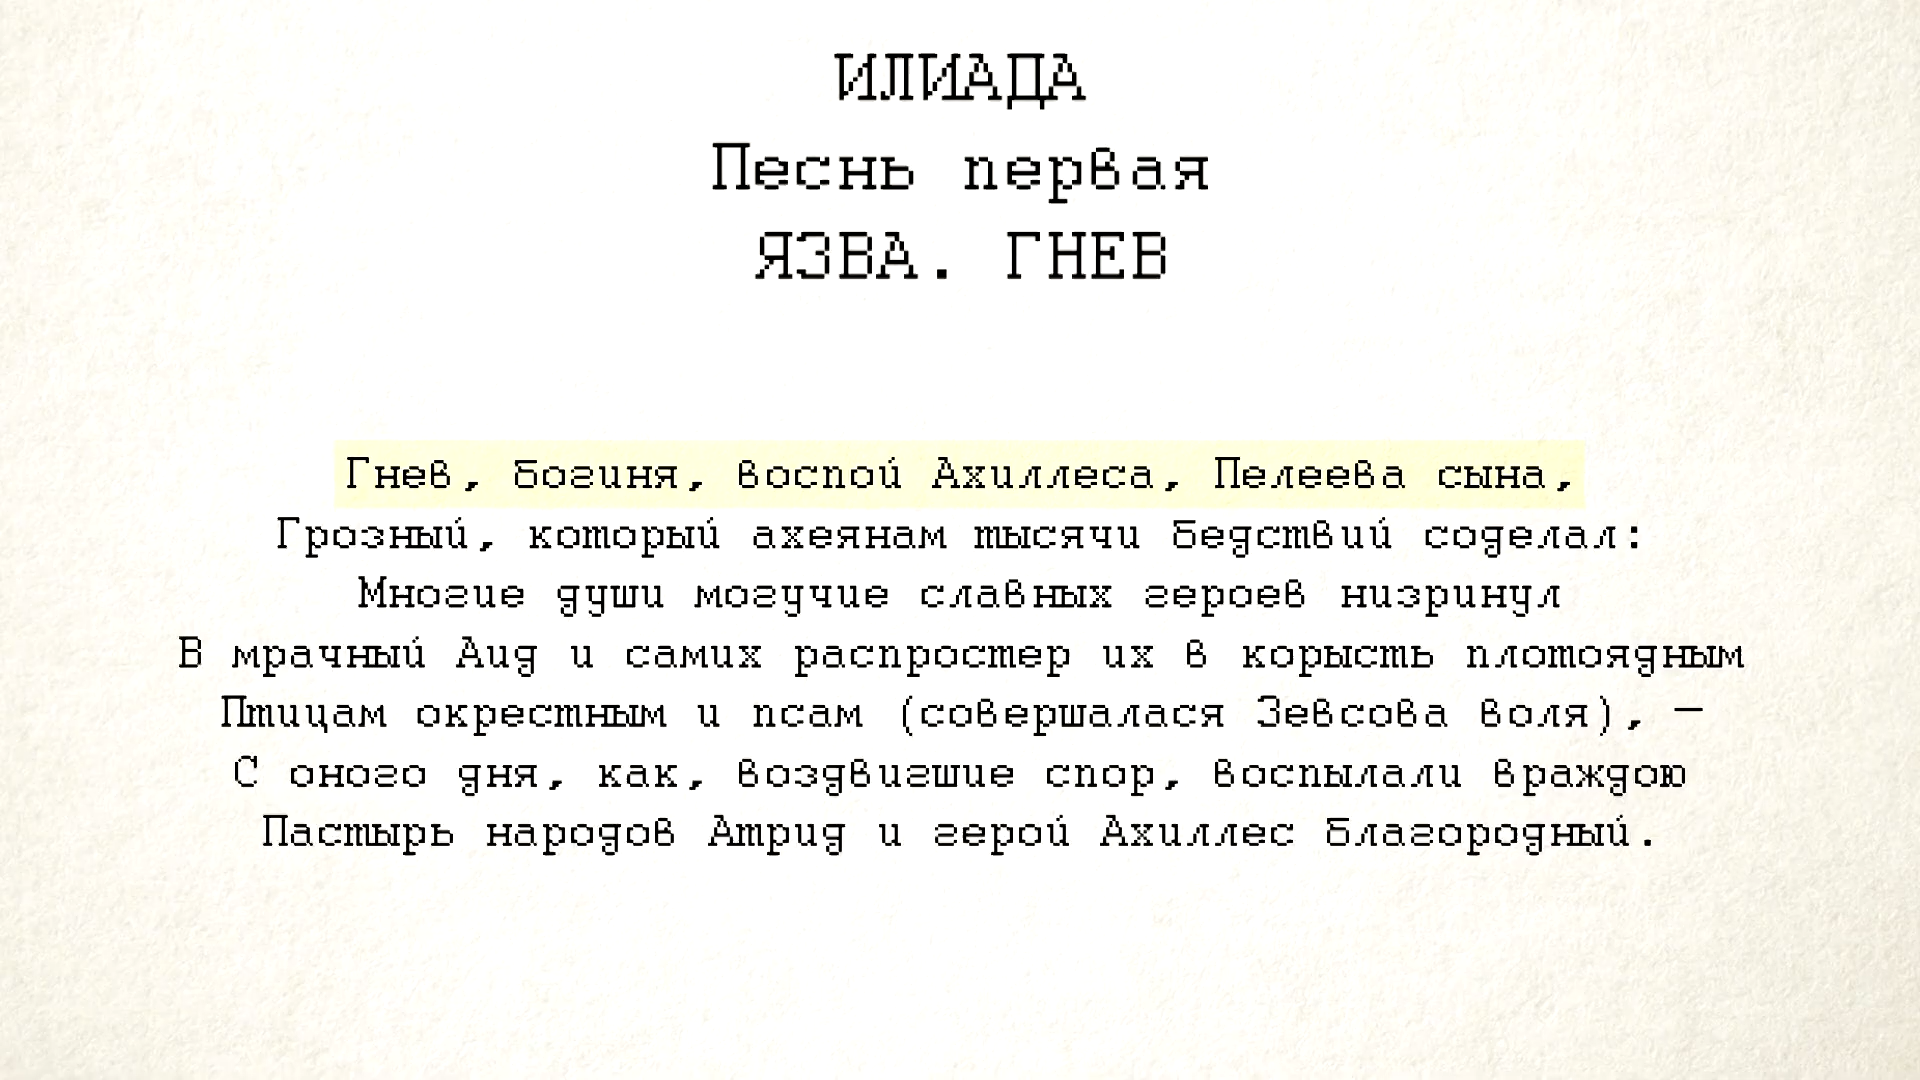 ИЛИАДА
Песнь первая
ЯЗВА. ГНЕВ
Гнев, богиня, воспой Ахиллеса, Пелеева сына,
Грозный, который ахеянам тысячи бедствий соделал:
Многие души могучие славных героев низринул
В мрачный Аид и самих распростер их в корысть плотоядным
Птицам окрестным и псам (совершалася Зевсова воля), —
С оного дня, как, воздвигшие спор, воспылали враждою
Пастырь народов Атрид и герой Ахиллес благородный.